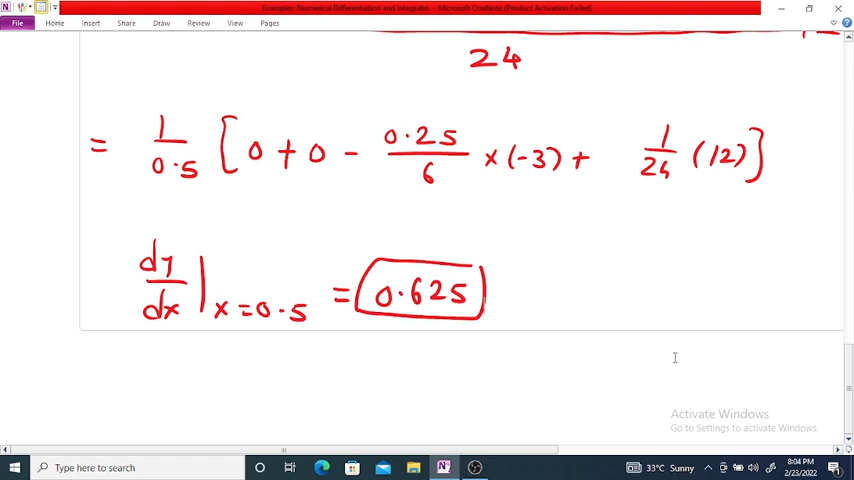 Examples: Numerical Differntiation and Integratio - Microsoft OneNote (Product Activation Failed)
File Home Insert Share Draw Review View Pages
24
= 1/0.5 [ 0 + 0 - 0.25/6 × (-3) + 1/24 (12) ]
dy/dx | x = 0.5 = 0.625
Activate Windows
Go to Settings to activate Windows.
Type here to search
33°C Sunny
8:04 PM
2/23/2022